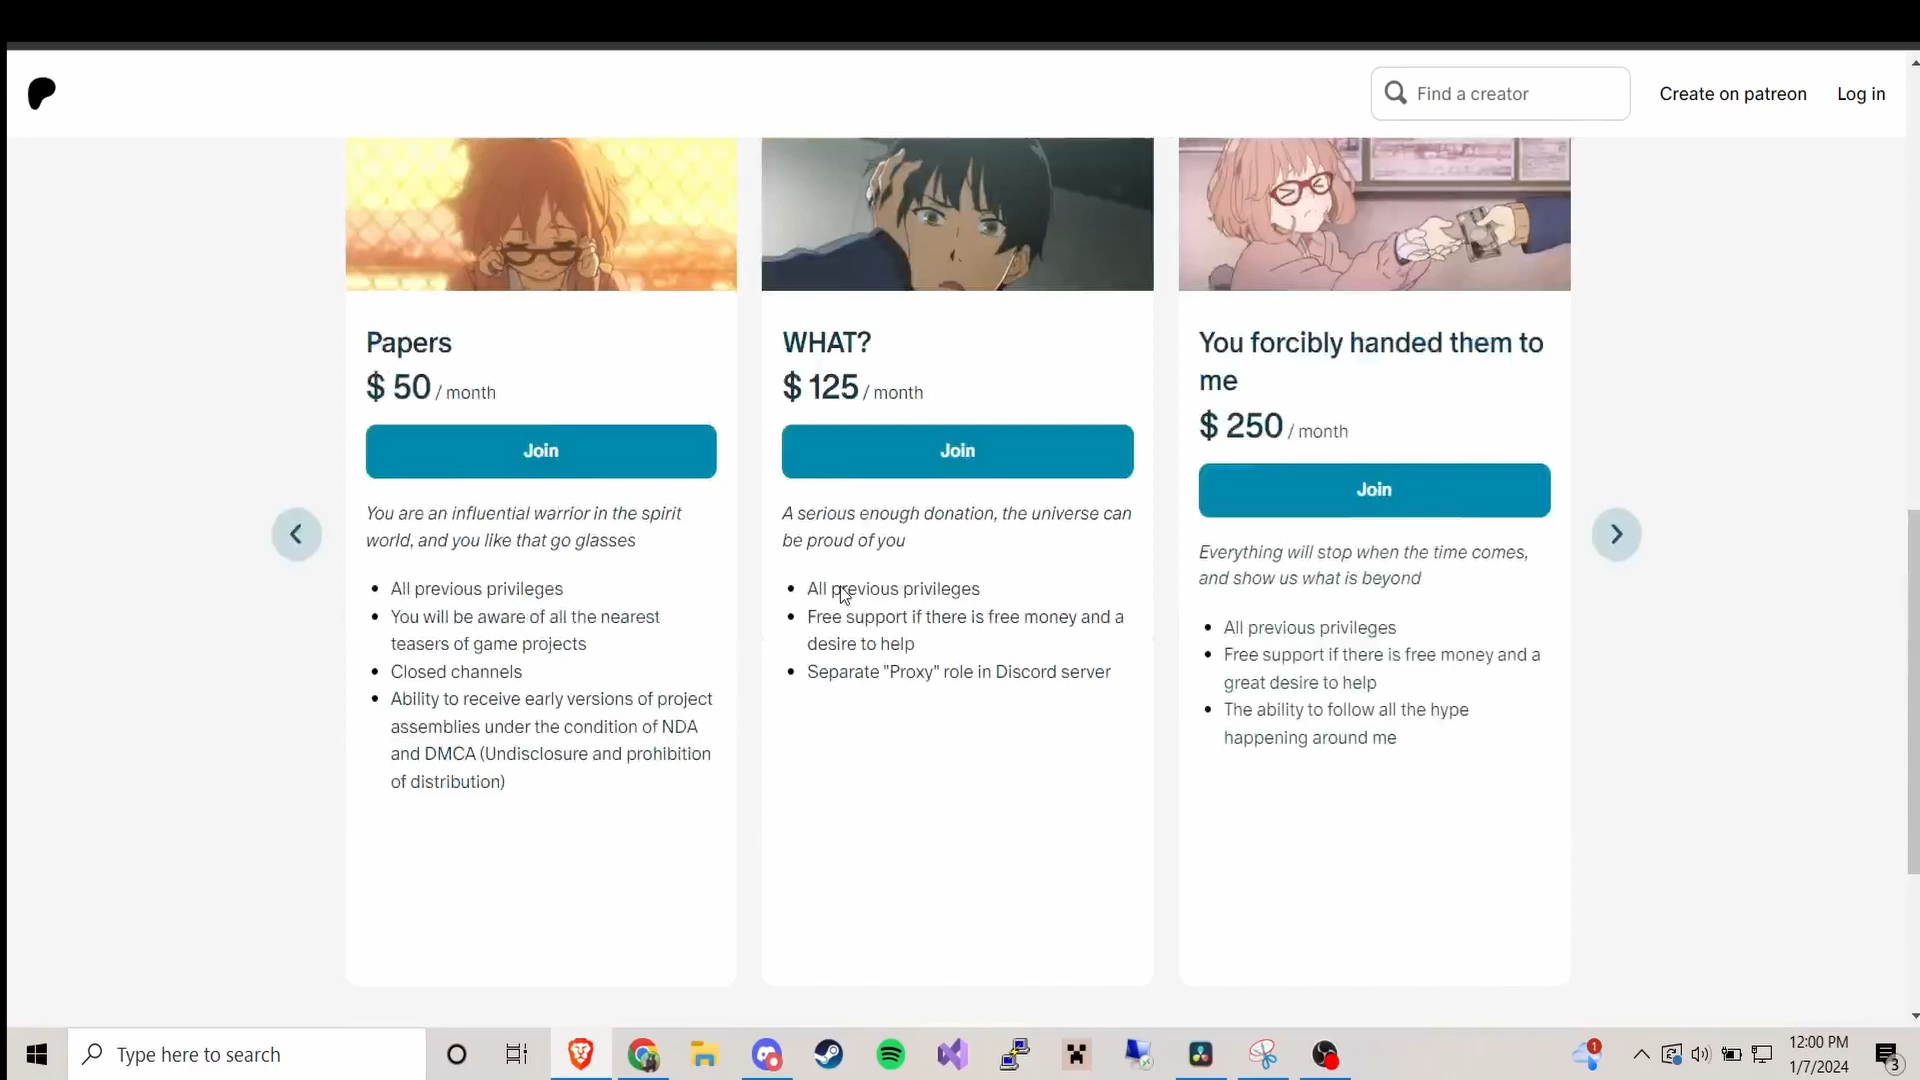 Find a creator
Create on patreon
Log in
Papers
$ 50 / month
Join
You are an influential warrior in the spirit
world, and you like that go glasses
All previous privileges
You will be aware of all the nearest
teasers of game projects
Closed channels
Ability to receive early versions of project
assemblies under the condition of NDA
and DMCA (Undisclosure and prohibition
of distribution)
WHAT?
$ 125 / month
Join
A serious enough donation, the universe can
be proud of you
All previous privileges
Free support if there is free money and a
desire to help
Separate "Proxy" role in Discord server
You forcibly handed them to
me
$ 250 / month
Join
Everything will stop when the time comes,
and show us what is beyond
All previous privileges
Free support if there is free money and a
great desire to help
The ability to follow all the hype
happening around me
Type here to search
1
12:00 PM
1/7/2024
3